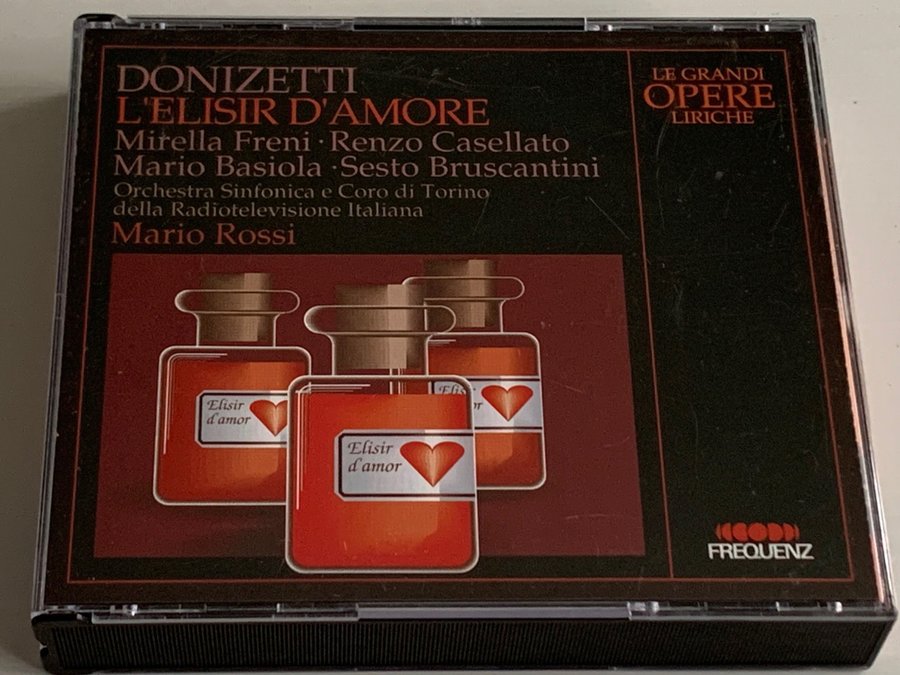 DONIZETTI
L'ELISIR D'AMORE
Mirella Freni · Renzo Casellato
Mario Basiola · Sesto Bruscantini
Orchestra Sinfonica e Coro di Torino
della Radiotelevisione Italiana
Mario Rossi
LE GRANDI
OPERE
LIRICHE
Elisir
d'amor
Elisir
d'amor
Elisir
FREQUENZ